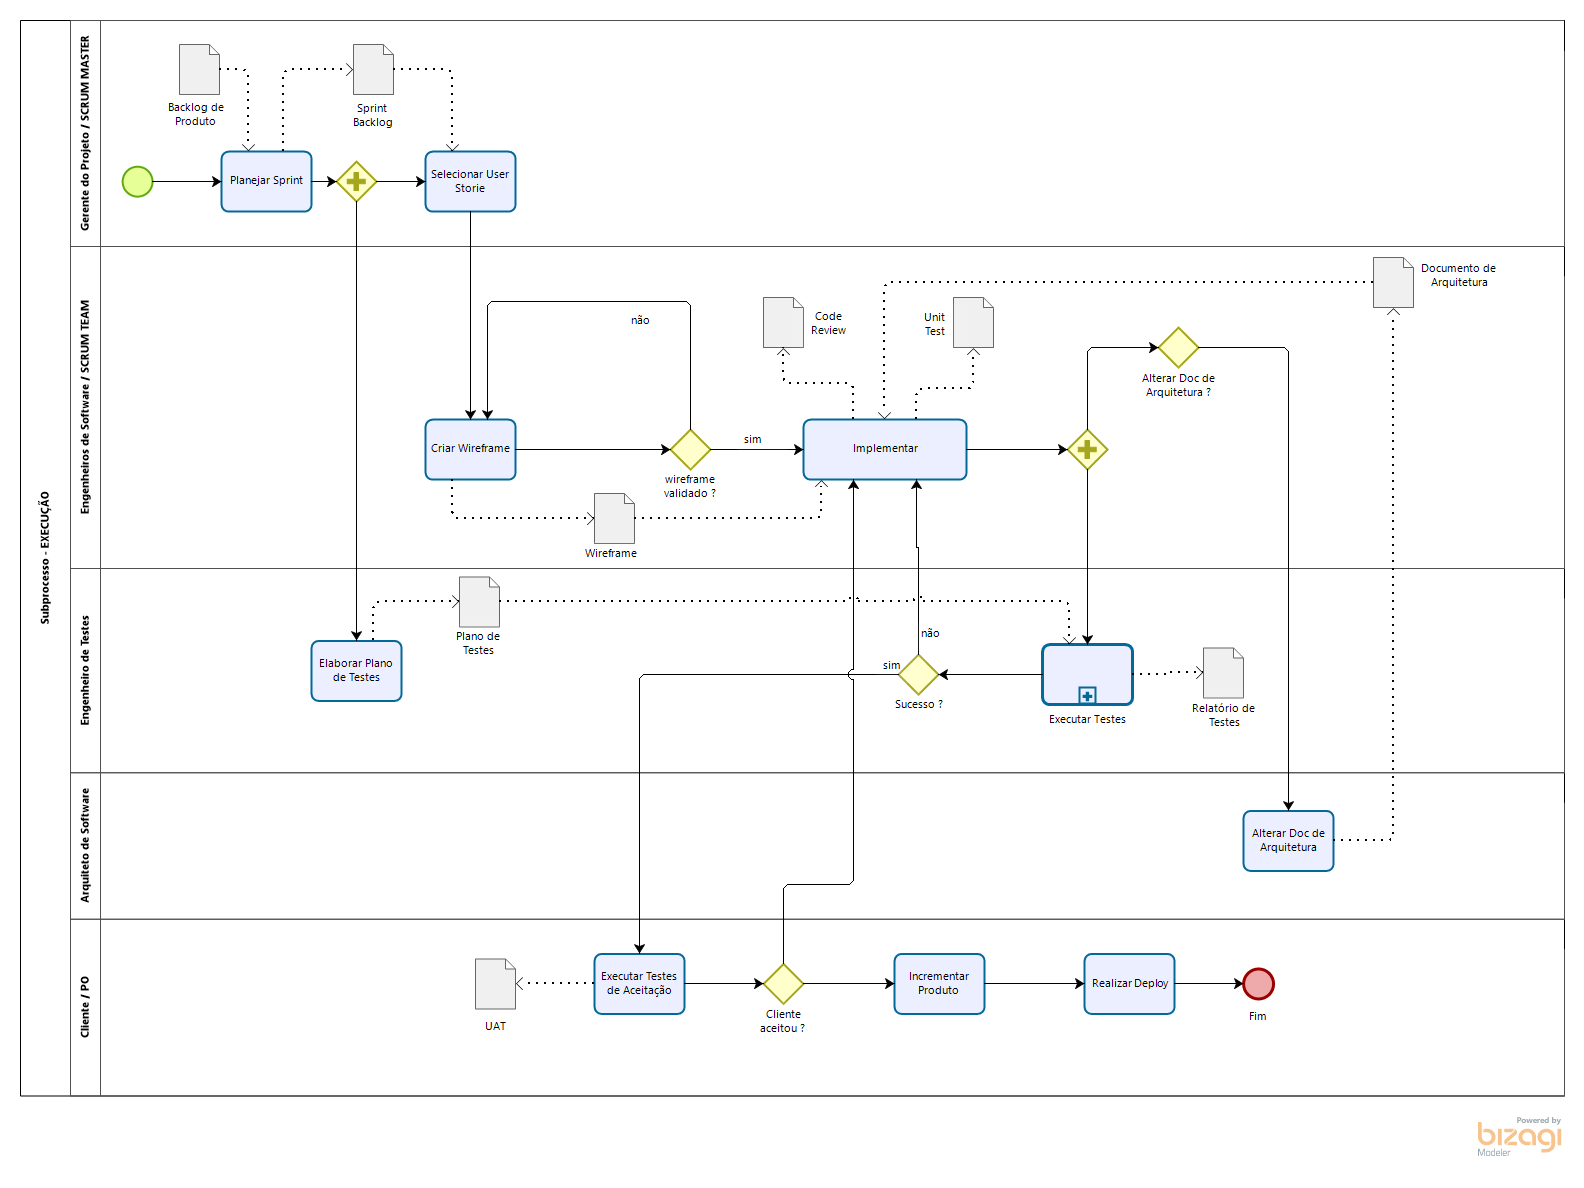 Subprocesso - EXECUÇÃO
Gerente do Projeto / SCRUM MASTER
Backlog de
Produto
Sprint
Backlog
Planejar Sprint
Selecionar User
Storie
Engenheiros de Software / SCRUM TEAM
Documento de
Arquitetura
não
Code
Review
Unit
Test
Alterar Doc de
Arquitetura ?
Criar Wireframe
sim
wireframe
validado ?
Implementar
Wireframe
Engenheiro de Testes
Plano de
Testes
não
Elaborar Plano
de Testes
sim
Sucesso ?
Executar Testes
Relatório de
Testes
Arquiteto de Software
Alterar Doc de
Arquitetura
Cliente / PO
UAT
Executar Testes
de Aceitação
Cliente
aceitou ?
Incrementar
Produto
Realizar Deploy
Fim
Powered by
bizagi
Modeler